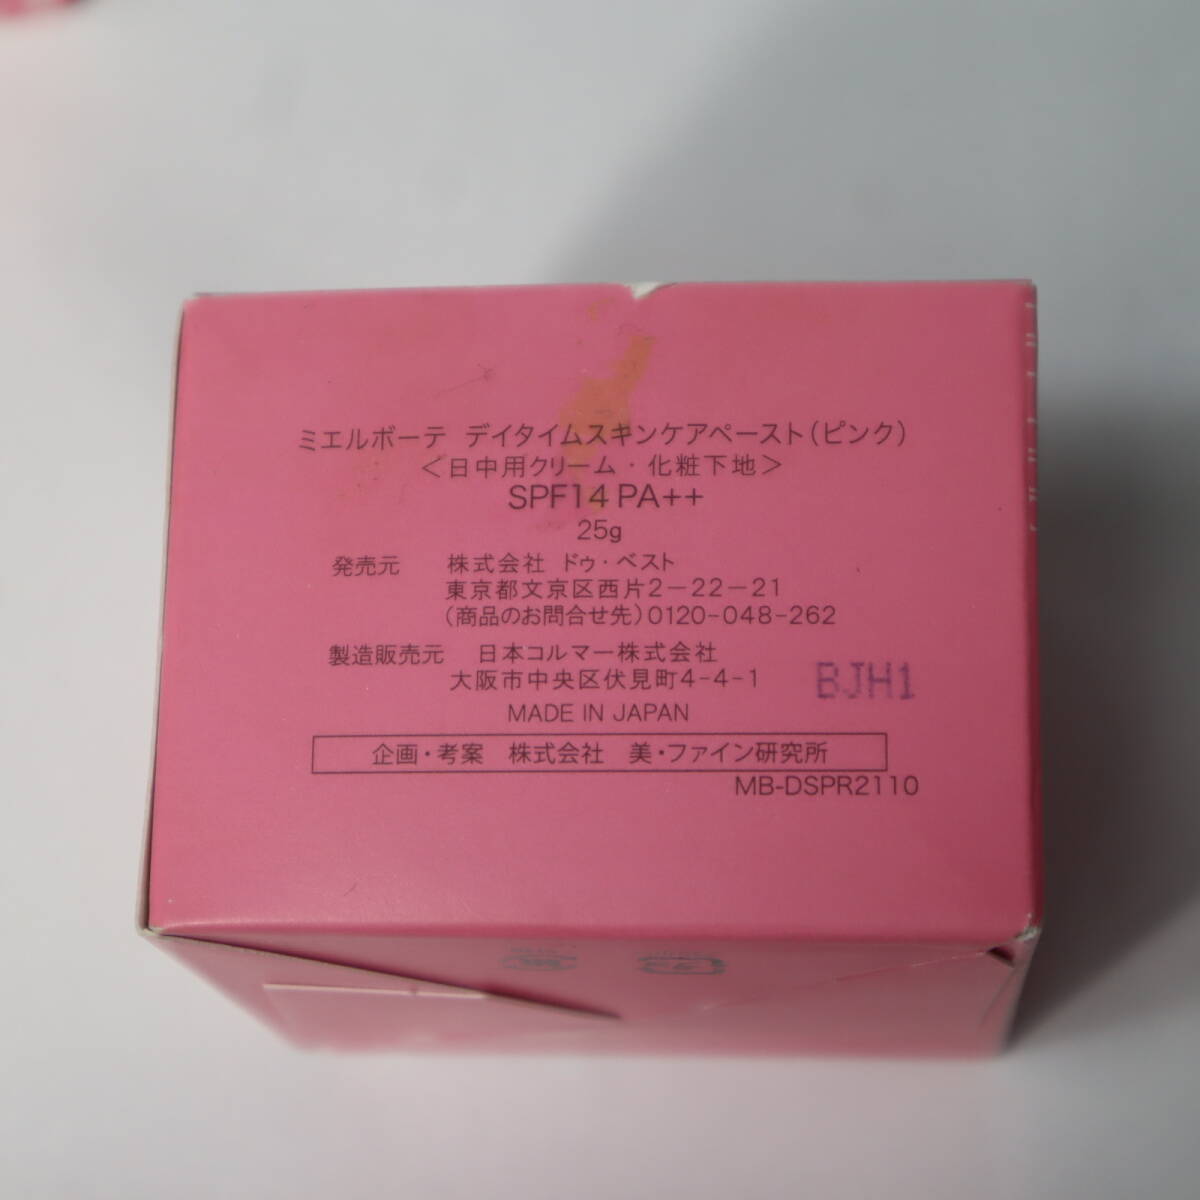 ミエルボーテ デイタイムスキンケアペースト(ピンク)
<日中用クリーム・化粧下地>
SPF14 PA++
25g
発売元 株式会社 ドゥ・ベスト
東京都文京区西片2-22-21
(商品のお問合せ先)0120-048-262
製造販売元 日本コルマー株式会社
大阪市中央区伏見町4-4-1
BJH1
MADE IN JAPAN
企画・考案 株式会社 美・ファイン研究所
MB-DSPR2110